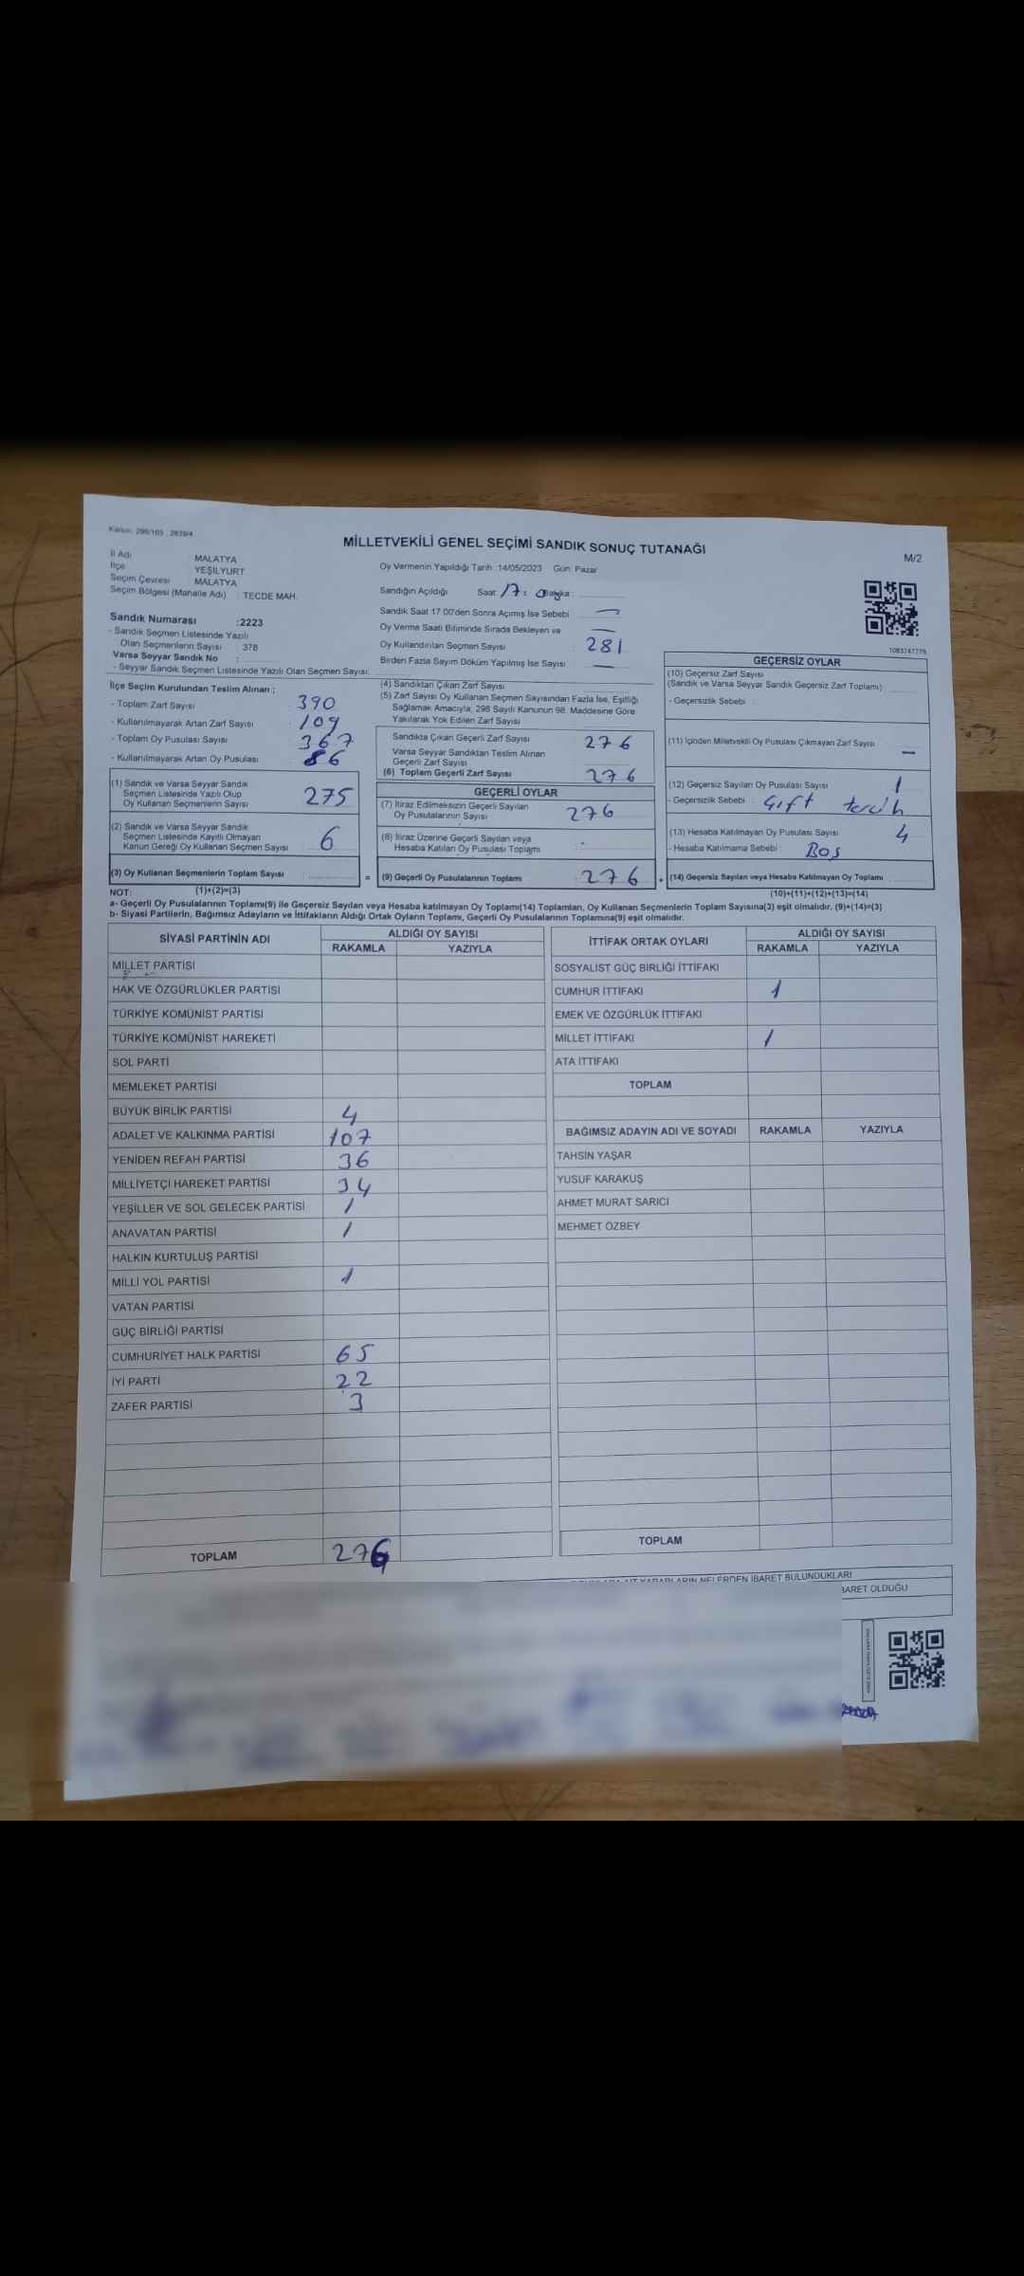 Kanun: 298/105 , 2839/4
MİLLETVEKİLİ GENEL SEÇİMİ SANDIK SONUÇ TUTANAĞI
M/2
İl Adı : MALATYA
İlçe : YEŞİLYURT
Seçim Çevresi : MALATYA
Seçim Bölgesi (Mahalle Adı) : TECDE MAH.
Oy Vermenin Yapıldığı Tarih :14/05/2023 Gün: Pazar
Sandığın Açıldığı Saat: 17:
Sandık Saat 17.00'den Sonra Açılmış İse Sebebi : —
Oy Verme Saati Bitiminde Sırada Bekleyen ve : —
Oy Kullandırılan Seçmen Sayısı : 281
Birden Fazla Sayım Döküm Yapılmış İse Sayısı : —
1083747779
Sandık Numarası :2223
- Sandık Seçmen Listesinde Yazılı
Olan Seçmenlerin Sayısı : 378
Varsa Seyyar Sandık No :
- Seyyar Sandık Seçmen Listesinde Yazılı Olan Seçmen Sayısı:
İlçe Seçim Kurulundan Teslim Alınan ;
- Toplam Zarf Sayısı : 390
- Kullanılmayarak Artan Zarf Sayısı : 109
- Toplam Oy Pusulası Sayısı : 367
- Kullanılmayarak Artan Oy Pusulası : 86
(1) Sandık ve Varsa Seyyar Sandık
Seçmen Listesinde Yazılı Olup
Oy Kullanan Seçmenlerin Sayısı : 275
(2) Sandık ve Varsa Seyyar Sandık
Seçmen Listesinde Kayıtlı Olmayan
Kanun Gereği Oy Kullanan Seçmen Sayısı : 6
(3) Oy Kullanan Seçmenlerin Toplam Sayısı
(1)+(2)=(3)
(4) Sandıktan Çıkan Zarf Sayısı
(5) Zarf Sayısı Oy Kullanan Seçmen Sayısından Fazla İse, Eşitliği
Sağlamak Amacıyla, 298 Sayılı Kanunun 98. Maddesine Göre
Yakılarak Yok Edilen Zarf Sayısı
Sandıkta Çıkan Geçerli Zarf Sayısı : 276
Varsa Seyyar Sandıktan Teslim Alınan
Geçerli Zarf Sayısı
(6) Toplam Geçerli Zarf Sayısı : 276
GEÇERLİ OYLAR
(7) İtiraz Edilmeksizin Geçerli Sayılan
Oy Pusulalarının Sayısı : 276
(8) İtiraz Üzerine Geçerli Sayılan veya
Hesaba Katılan Oy Pusulası Toplamı
= (9) Geçerli Oy Pusulalarının Toplamı : 276
GEÇERSİZ OYLAR
(10) Geçersiz Zarf Sayısı
(Sandık ve Varsa Seyyar Sandık Geçersiz Zarf Toplamı)
- Geçersizlik Sebebi :
(11) İçinden Milletvekili Oy Pusulası Çıkmayan Zarf Sayısı —
(12) Geçersiz Sayılan Oy Pusulası Sayısı : 1
- Geçersizlik Sebebi : Çift tercih
(13) Hesaba Katılmayan Oy Pusulası Sayısı : 4
- Hesaba Katılmama Sebebi : Boş
+ (14) Geçersiz Sayılan veya Hesaba Katılmayan Oy Toplamı
(10)+(11)+(12)+(13)=(14)
NOT:
a- Geçerli Oy Pusulasının Toplamı(9) ile Geçersiz Sayılan veya Hesaba katılmayan Oy Toplamı(14) Toplamları, Oy Kullanan Seçmenlerin Toplam Sayısına(3) eşit olmalıdır. (9)+(14)=(3)
b- Siyasi Partilerin, Bağımsız Adayların ve İttifakların Aldığı Ortak Oyların Toplamı, Geçerli Oy Pusulalarının Toplamına(9) eşit olmalıdır.
SİYASİ PARTİNİN ADI ALDIĞI OY SAYISI
RAKAMLA YAZIYLA
MİLLET PARTİSİ
HAK VE ÖZGÜRLÜKLER PARTİSİ
TÜRKİYE KOMÜNİST PARTİSİ
TÜRKİYE KOMÜNİST HAREKETİ
SOL PARTİ
MEMLEKET PARTİSİ
BÜYÜK BİRLİK PARTİSİ 4
ADALET VE KALKINMA PARTİSİ 107
YENİDEN REFAH PARTİSİ 36
MİLLİYETÇİ HAREKET PARTİSİ 34
YEŞİLLER VE SOL GELECEK PARTİSİ 1
ANAVATAN PARTİSİ 1
HALKIN KURTULUŞ PARTİSİ
MİLLİ YOL PARTİSİ 1
VATAN PARTİSİ
GÜÇ BİRLİĞİ PARTİSİ
CUMHURİYET HALK PARTİSİ 65
İYİ PARTİ 22
ZAFER PARTİSİ 3
TOPLAM 276
İTTİFAK ORTAK OYLARI ALDIĞI OY SAYISI
RAKAMLA YAZIYLA
SOSYALİST GÜÇ BİRLİĞİ İTTİFAKI
CUMHUR İTTİFAKI 1
EMEK VE ÖZGÜRLÜK İTTİFAKI
MİLLET İTTİFAKI 1
ATA İTTİFAKI
TOPLAM
BAĞIMSIZ ADAYIN ADI VE SOYADI RAKAMLA YAZIYLA
TAHSİN YAŞAR
YUSUF KARAKUŞ
AHMET MURAT SARICI
MEHMET ÖZBEY
TOPLAM
NELERDEN İBARET BULUNDUKLARI
İBARET OLDUĞU